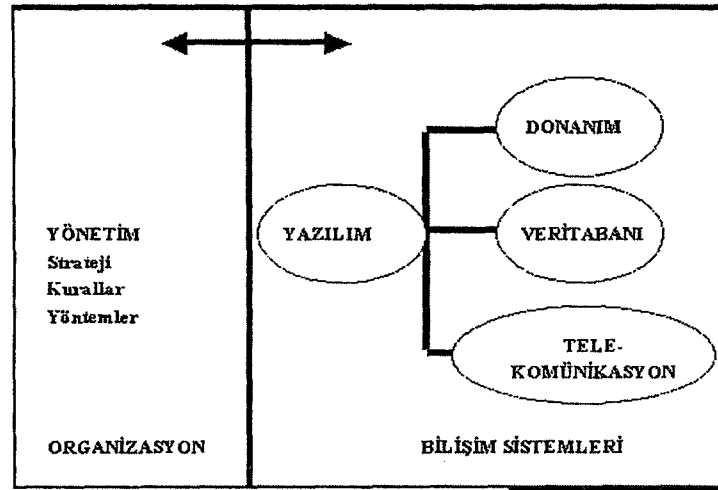 DONANIM
YÖNETİM
Strateji
Kurallar
Yöntemler
YAZILIM
VERİTABANI
TELE-
KOMÜNİKASYON
ORGANİZASYON
BİLİŞİM SİSTEMLERİ